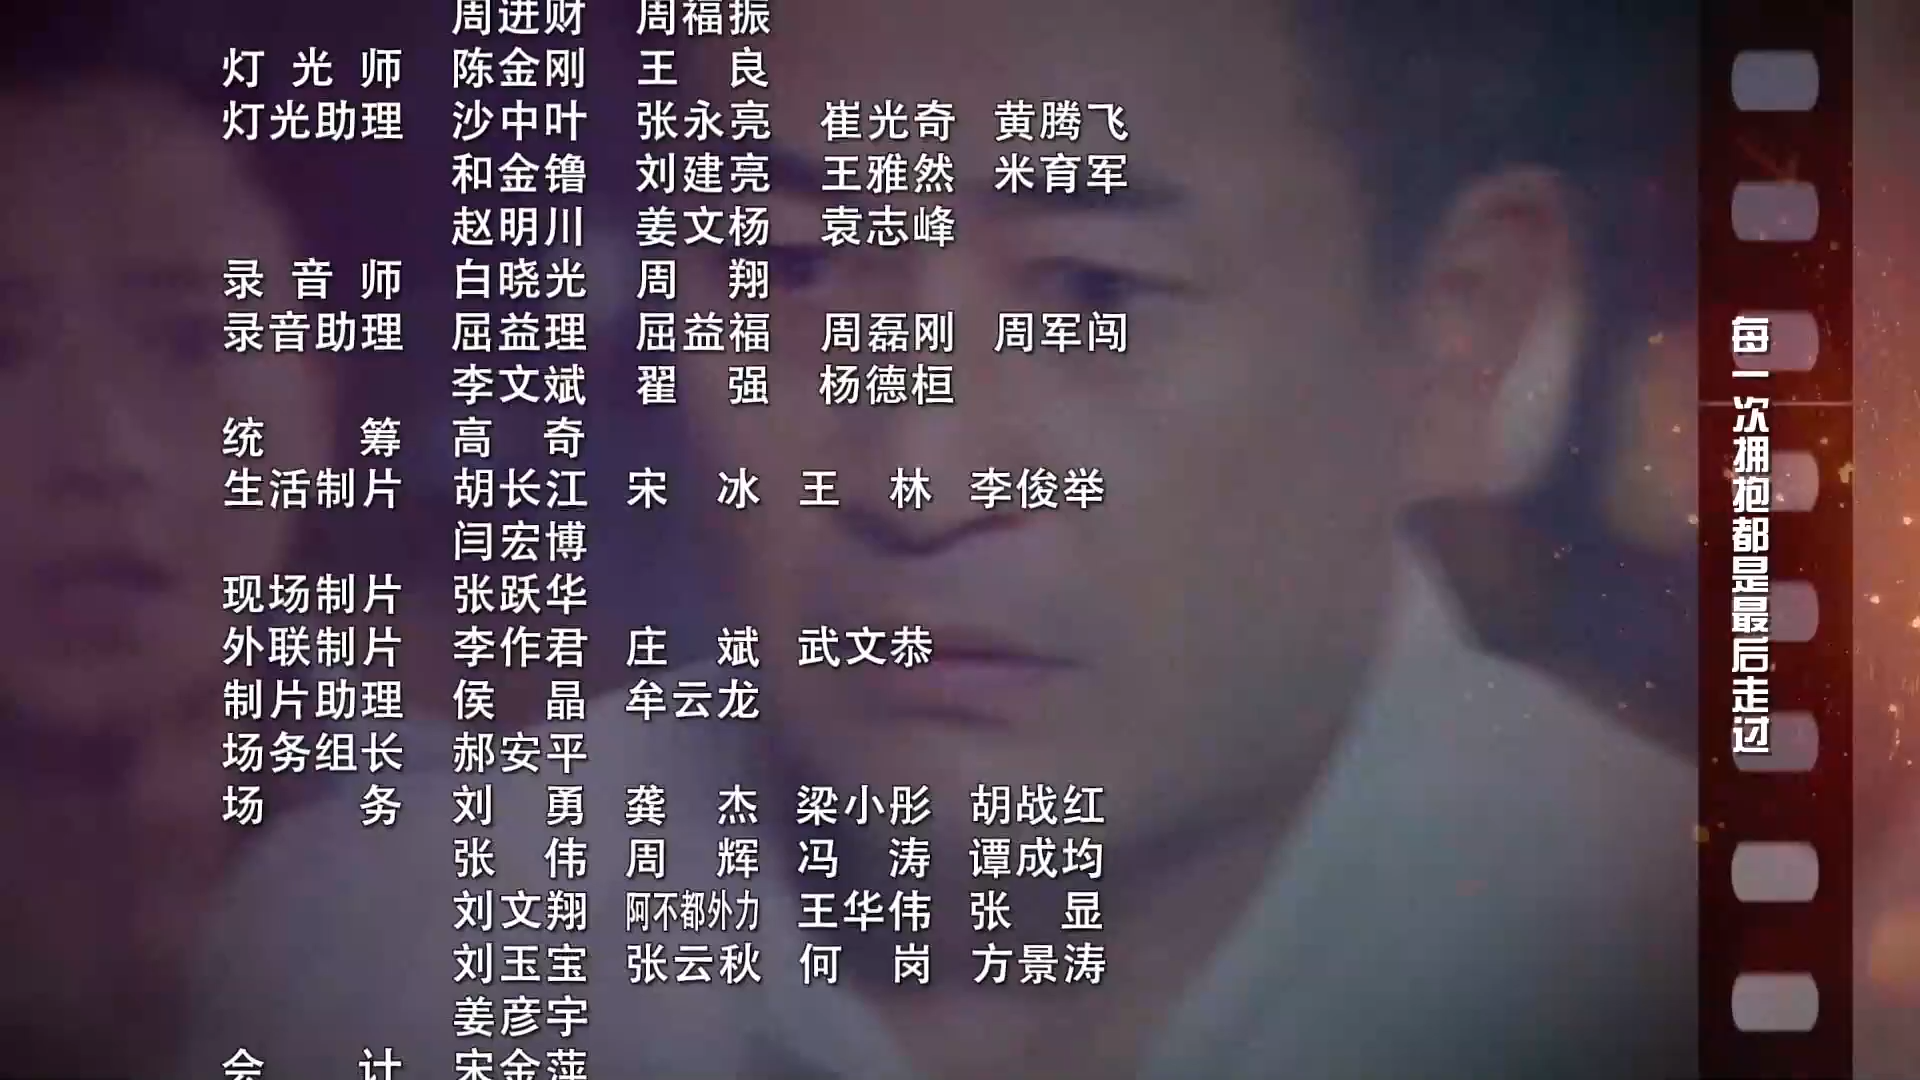 周进财 周福振
灯光师 陈金刚 王良
灯光助理 沙中叶 张永亮 崔光奇 黄腾飞
和金镥 刘建亮 王雅然 米育军
赵明川 姜文杨 袁志峰
录音师 白晓光 周翔
录音助理 屈益理 屈益福 周磊刚 周军闯
李文斌 翟强 杨德桓
统筹 高奇
生活制片 胡长江 宋冰 王林 李俊举
闫宏博
现场制片 张跃华
外联制片 李作君 庄斌 武文恭
制片助理 侯晶 牟云龙
场务组长 郝安平
场务 刘勇 龚杰 梁小彤 胡战红
张伟 周辉 冯涛 谭成均
刘文翔 阿不都外力 王华伟 张显
刘玉宝 张云秋 何岗 方景涛
姜彦宇
会计 宋金萍
每一次拥抱都是最后走过